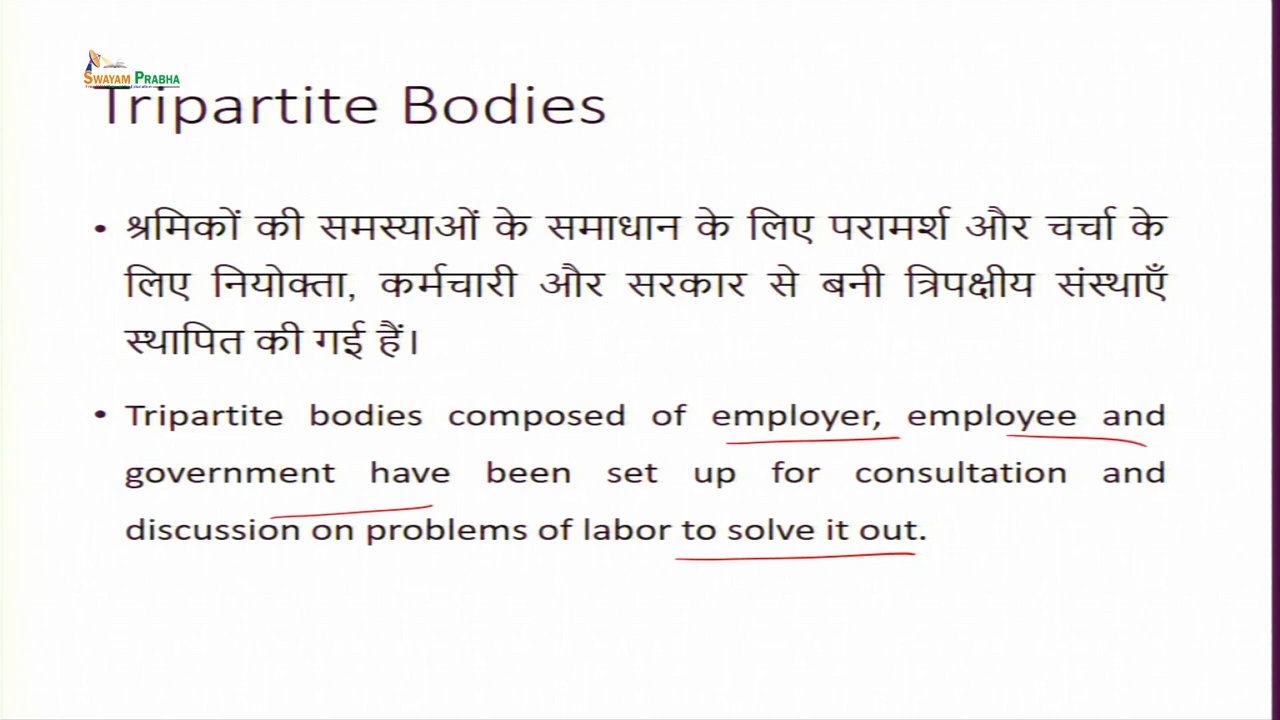 SWAYAM PRABHA
Tripartite Bodies
• श्रमिकों की समस्याओं के समाधान के लिए परामर्श और चर्चा के
लिए नियोक्ता, कर्मचारी और सरकार से बनी त्रिपक्षीय संस्थाएँ
स्थापित की गई हैं।
• Tripartite bodies composed of employer, employee and
government have been set up for consultation and
discussion on problems of labor to solve it out.